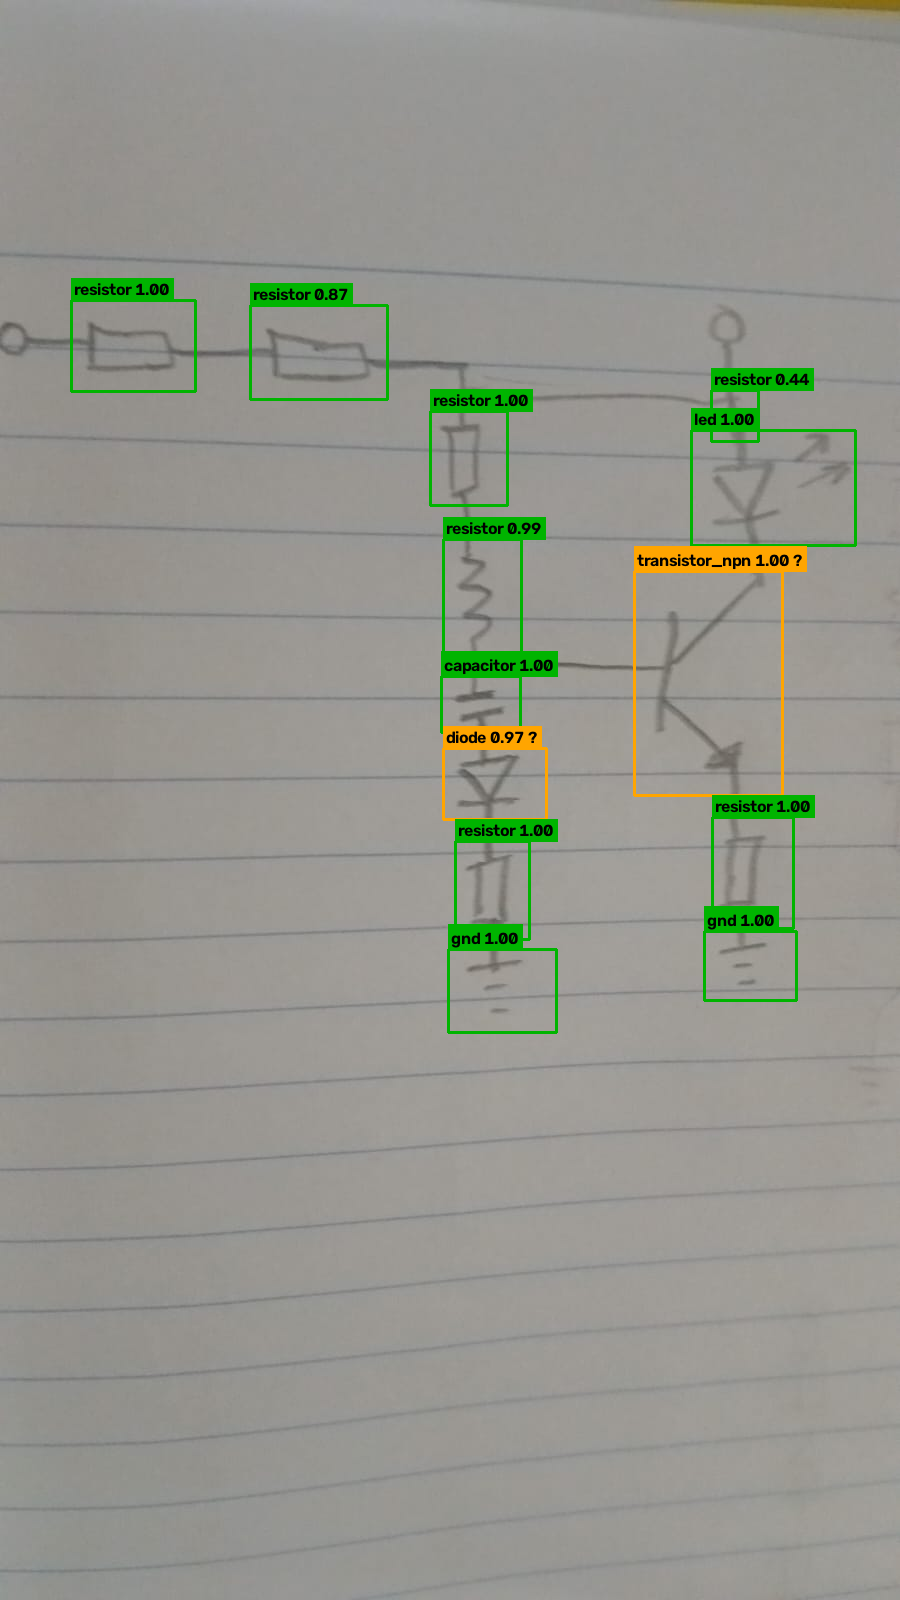 resistor 1.00
resistor 0.87
resistor 0.44
resistor 1.00
led 1.00
resistor 0.99
transistor_npn 1.00 ?
capacitor 1.00
diode 0.97 ?
resistor 1.00
resistor 1.00
gnd 1.00
gnd 1.00